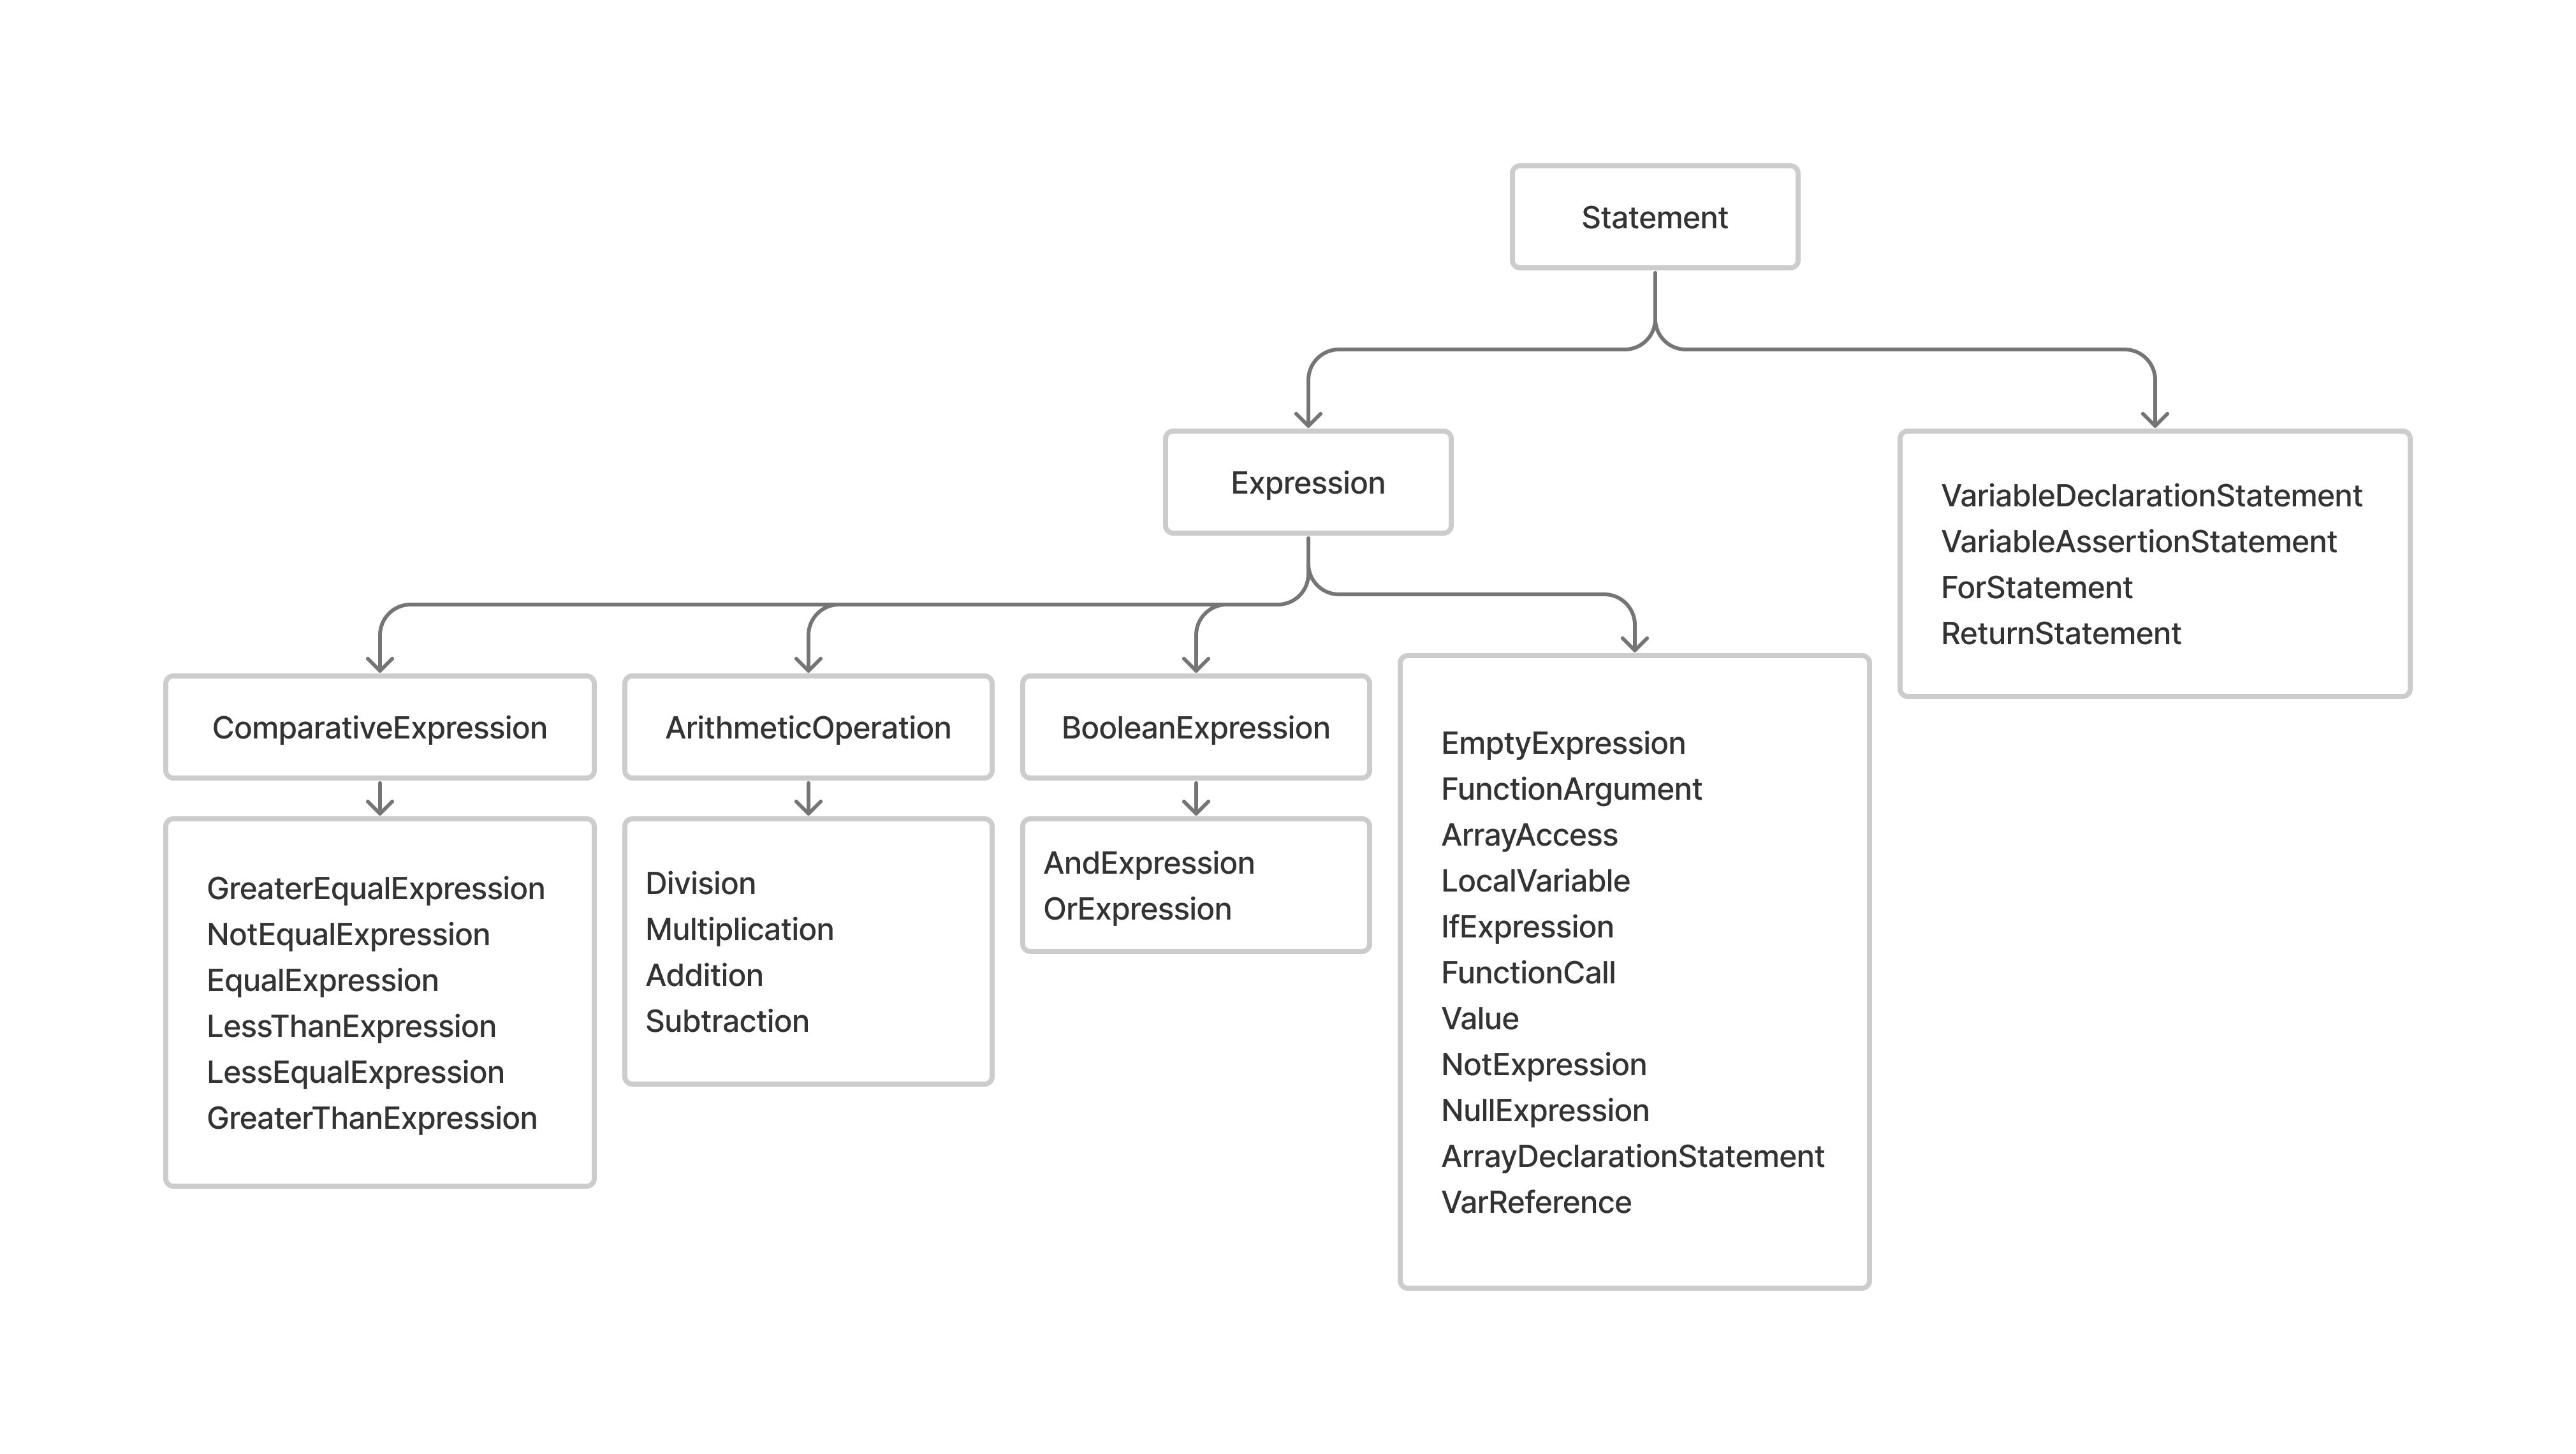 Statement
Expression
VariableDeclarationStatement
VariableAssertionStatement
ForStatement
ReturnStatement
ComparativeExpression
ArithmeticOperation
BooleanExpression
GreaterEqualExpression
NotEqualExpression
EqualExpression
LessThanExpression
LessEqualExpression
GreaterThanExpression
Division
Multiplication
Addition
Subtraction
AndExpression
OrExpression
EmptyExpression
FunctionArgument
ArrayAccess
LocalVariable
IfExpression
FunctionCall
Value
NotExpression
NullExpression
ArrayDeclarationStatement
VarReference